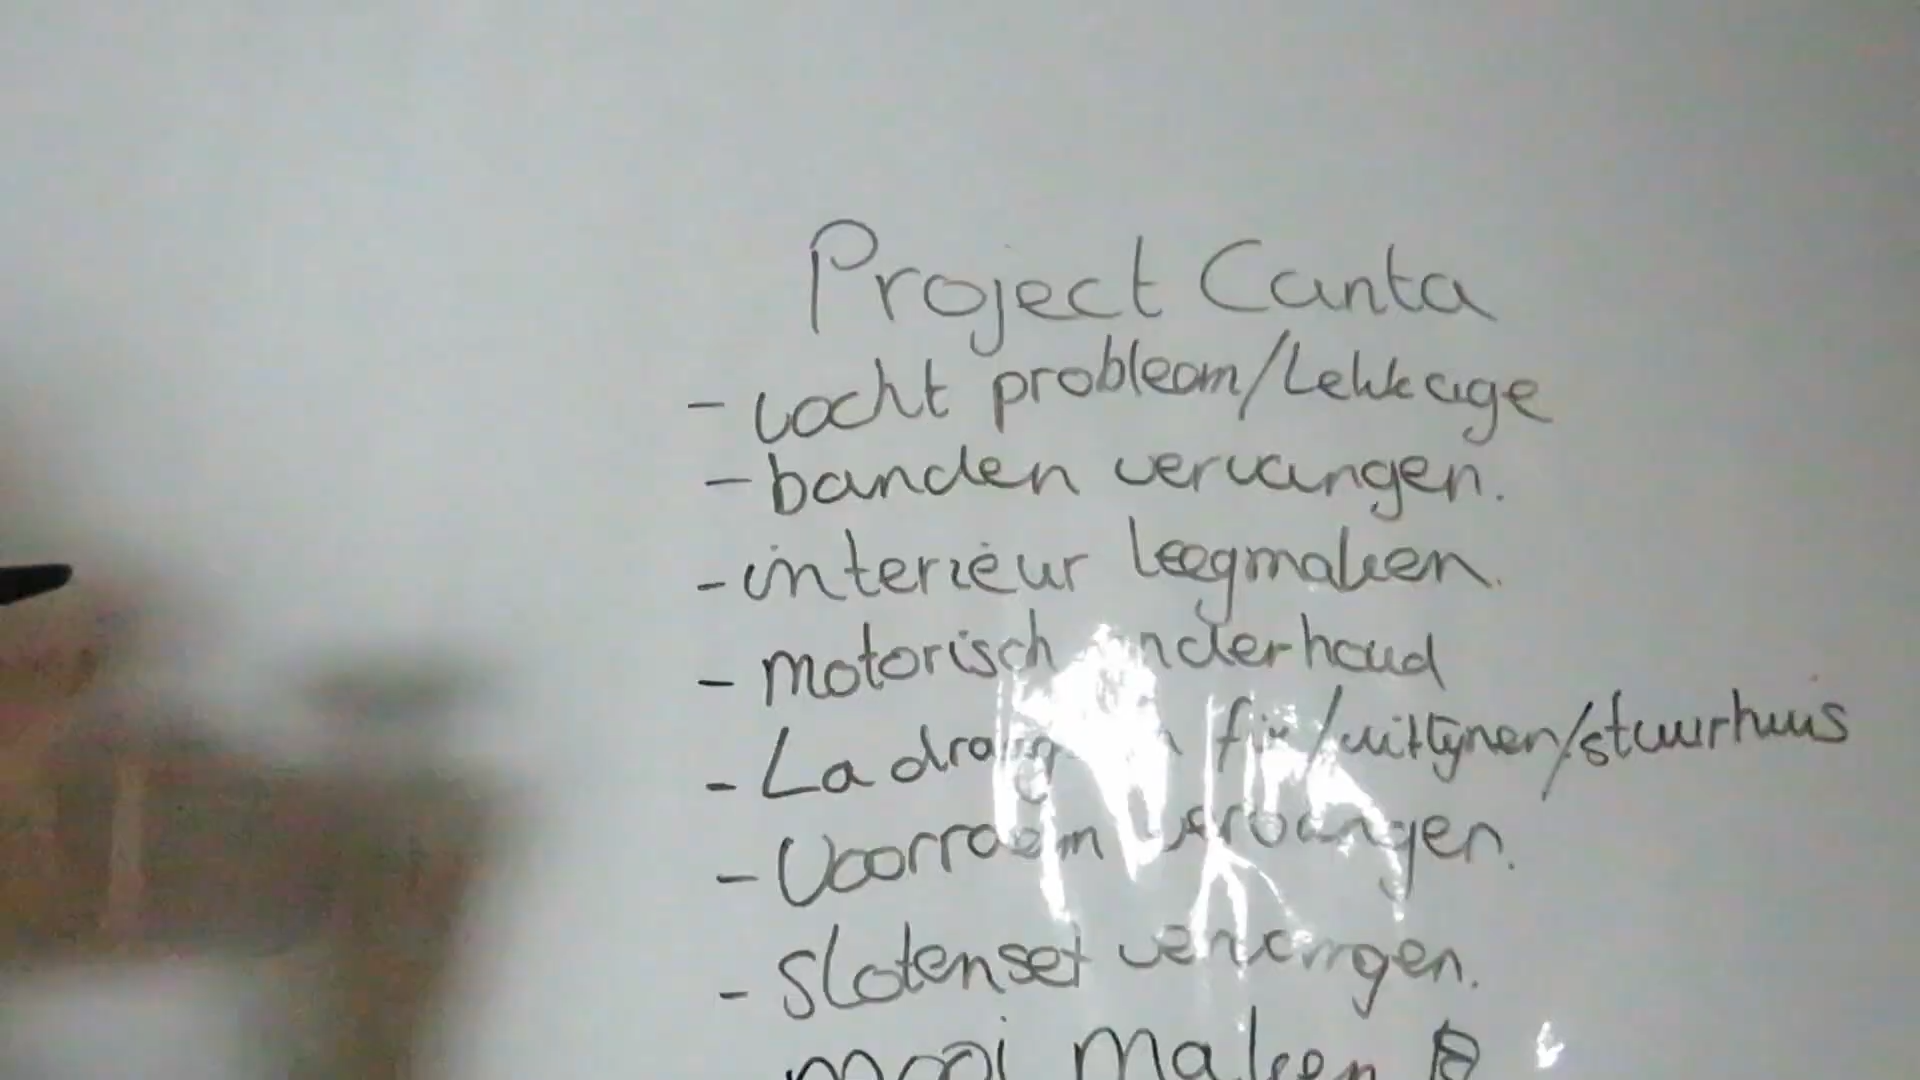 Project Canta
- vocht probleem/Lekkage
- banden vervangen.
- interieur leegmaken.
- motorisch onderhoud
- La draaien fix/uitlijnen/stuurhuis
- Voorraam vervangen.
- Slotenset vervangen.
mooi maken